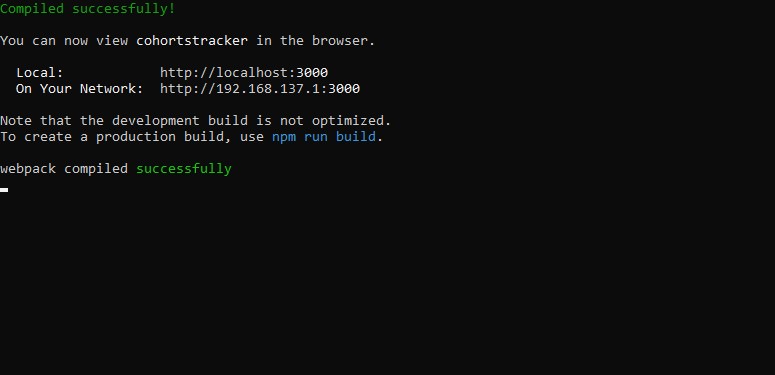 Compiled successfully!
You can now view cohortstracker in the browser.
Local: http://localhost:3000
On Your Network: http://192.168.137.1:3000
Note that the development build is not optimized.
To create a production build, use npm run build.
webpack compiled successfully